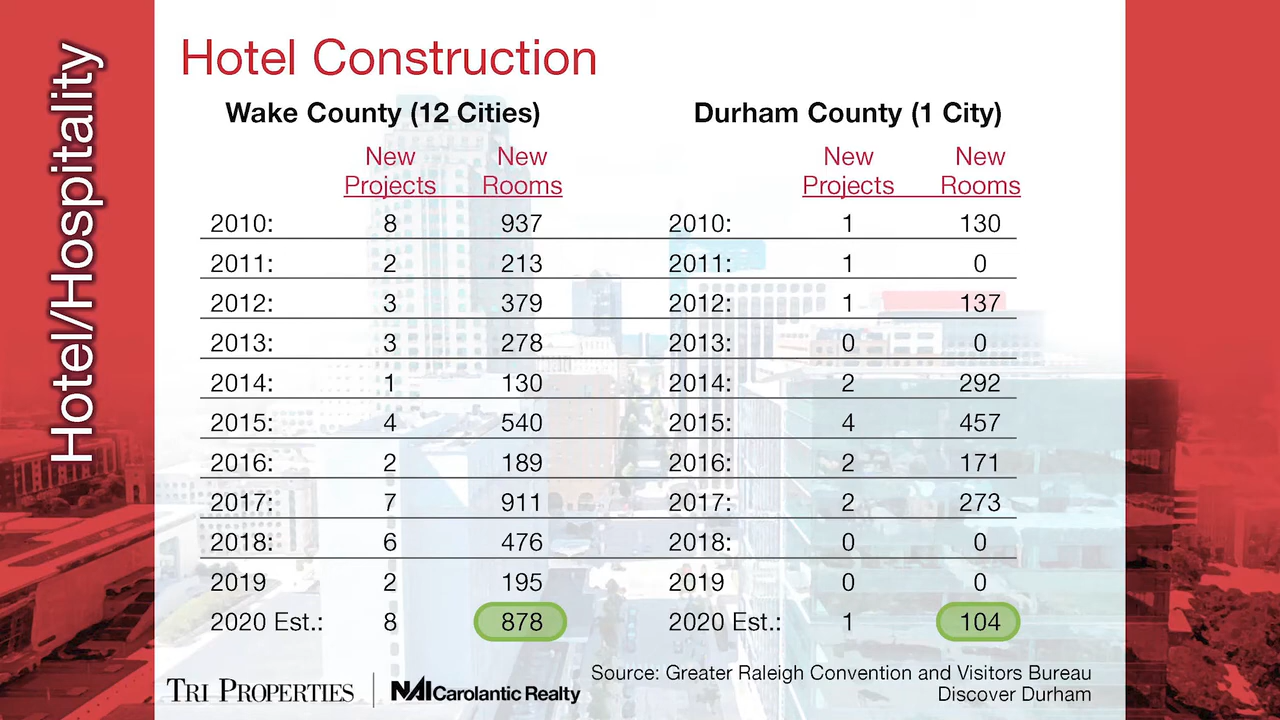 Hotel/Hospitality
Hotel Construction
Wake County (12 Cities)
New Projects New Rooms
2010: 8 937
2011: 2 213
2012: 3 379
2013: 3 278
2014: 1 130
2015: 4 540
2016: 2 189
2017: 7 911
2018: 6 476
2019 2 195
2020 Est.: 8 878
Durham County (1 City)
New Projects New Rooms
2010: 1 130
2011: 1 0
2012: 1 137
2013: 0 0
2014: 2 292
2015: 4 457
2016: 2 171
2017: 2 273
2018: 0 0
2019 0 0
2020 Est.: 1 104
Source: Greater Raleigh Convention and Visitors Bureau
Discover Durham
TRI PROPERTIES | NAI Carolantic Realty